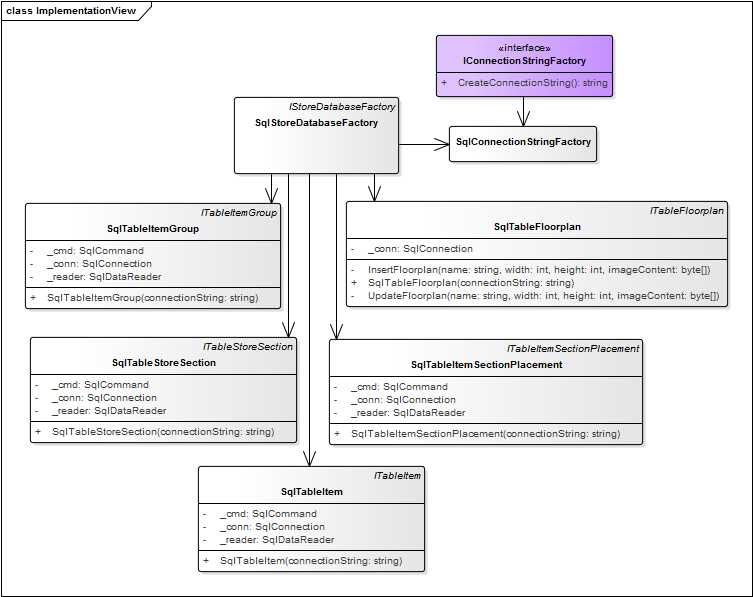 class ImplementationView
«interface»
IConnectionStringFactory
+ CreateConnectionString(): string
IStoreDatabaseFactory
SqlStoreDatabaseFactory
SqlConnectionStringFactory
ITableItemGroup
SqlTableItemGroup
- _cmd: SqlCommand
- _conn: SqlConnection
- _reader: SqlDataReader
+ SqlTableItemGroup(connectionString: string)
ITableFloorplan
SqlTableFloorplan
- _conn: SqlConnection
- InsertFloorplan(name: string, width: int, height: int, imageContent: byte[])
+ SqlTableFloorplan(connectionString: string)
- UpdateFloorplan(name: string, width: int, height: int, imageContent: byte[])
ITableStoreSection
SqlTableStoreSection
- _cmd: SqlCommand
- _conn: SqlConnection
- _reader: SqlDataReader
+ SqlTableStoreSection(connectionString: string)
ITableItemSectionPlacement
SqlTableItemSectionPlacement
- _cmd: SqlCommand
- _conn: SqlConnection
- _reader: SqlDataReader
+ SqlTableItemSectionPlacement(connectionString: string)
ITableItem
SqlTableItem
- _cmd: SqlCommand
- _conn: SqlConnection
- _reader: SqlDataReader
+ SqlTableItem(connectionString: string)